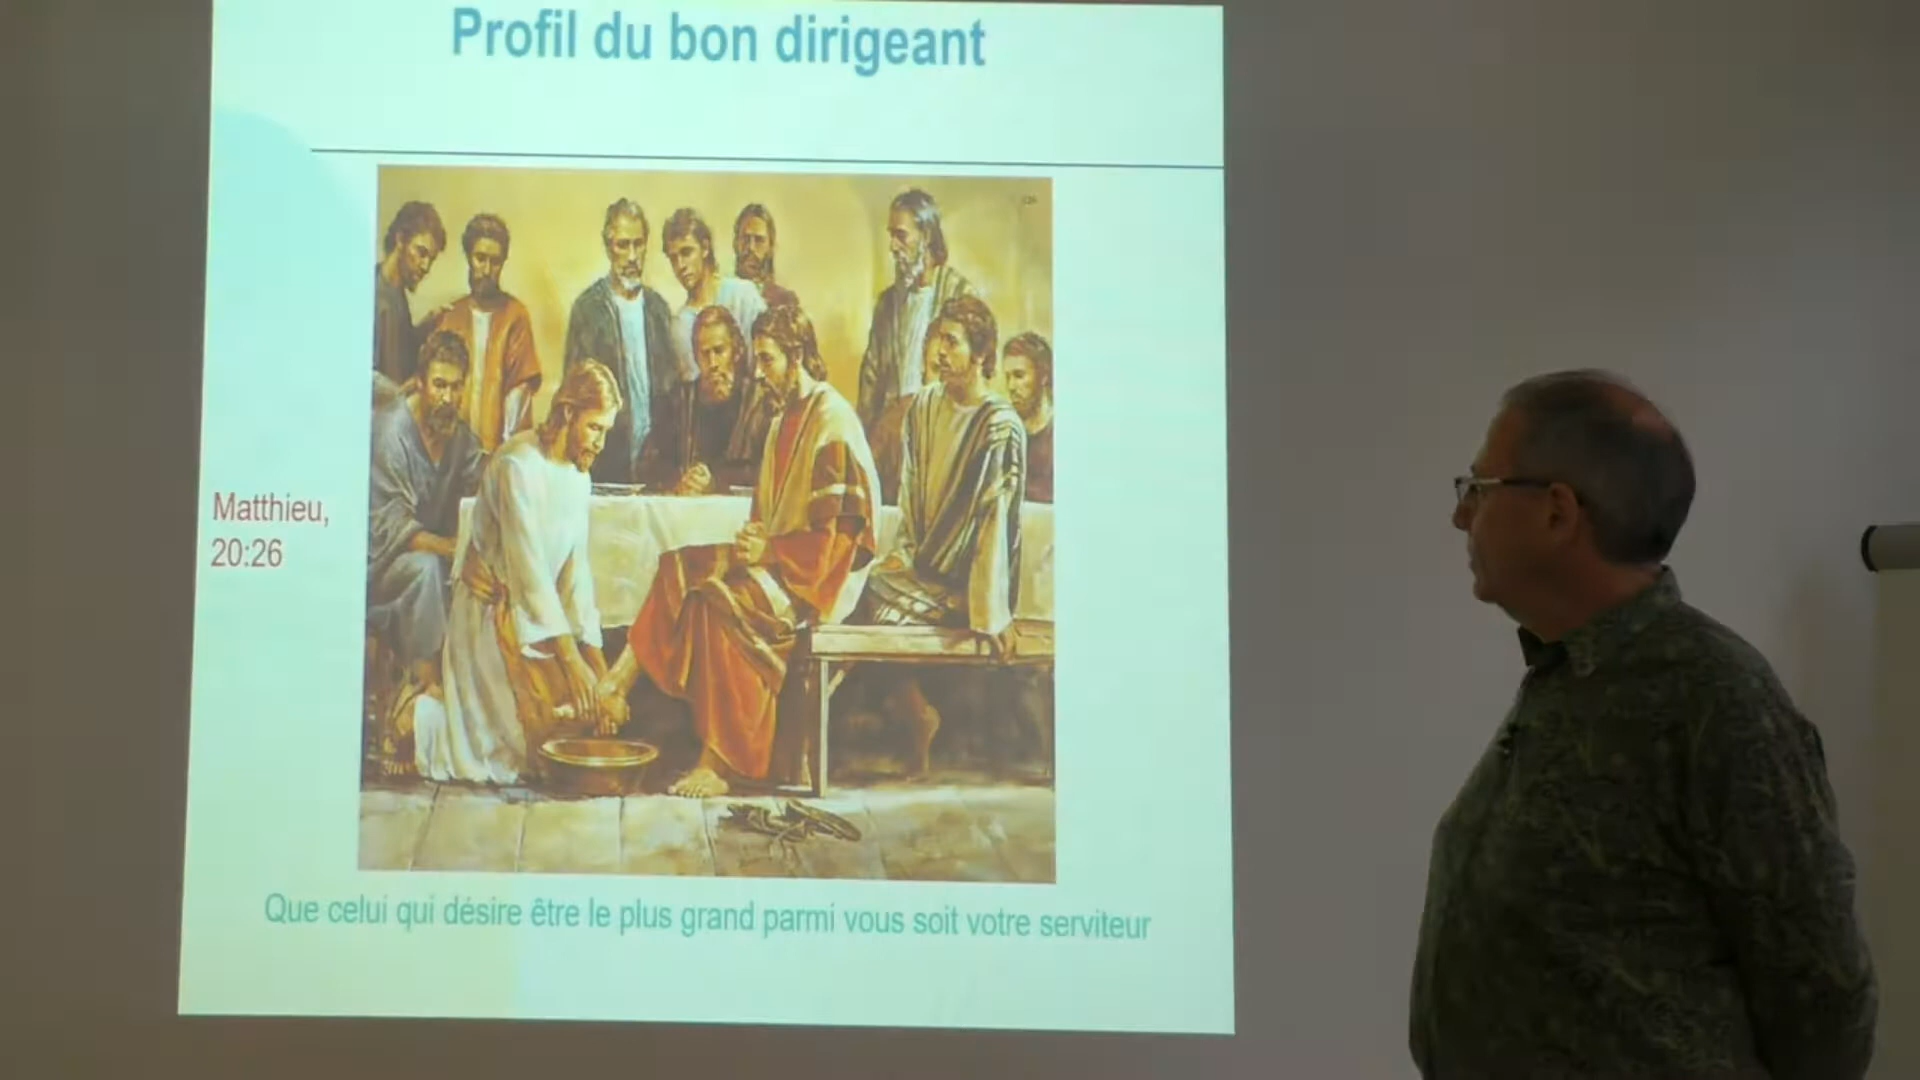 Profil du bon dirigeant
Matthieu,
20:26
Que celui qui désire être le plus grand parmi vous soit votre serviteur